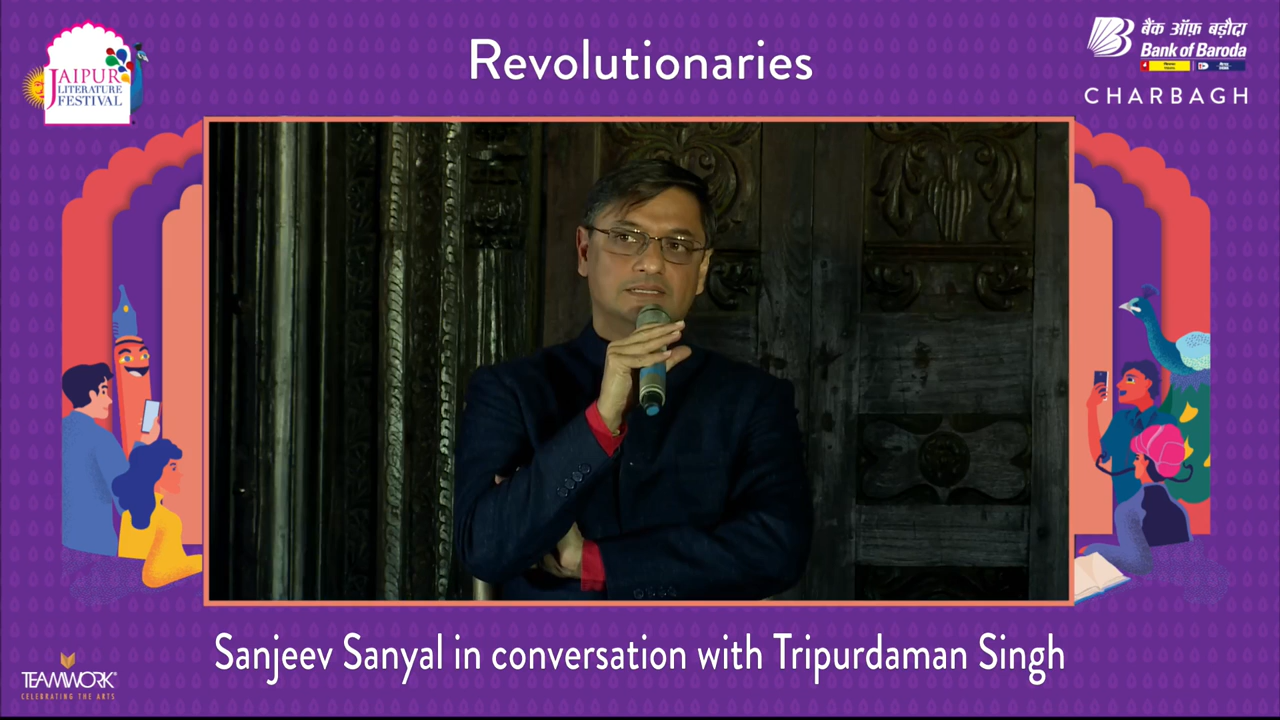 JAIPUR
LITERATURE
FESTIVAL
Revolutionaries
बैंक ऑफ़ बड़ौदा
Bank of Baroda
CHARBAGH
Sanjeev Sanyal in conversation with Tripurdaman Singh
TEAMWORK
CELEBRATING THE ARTS